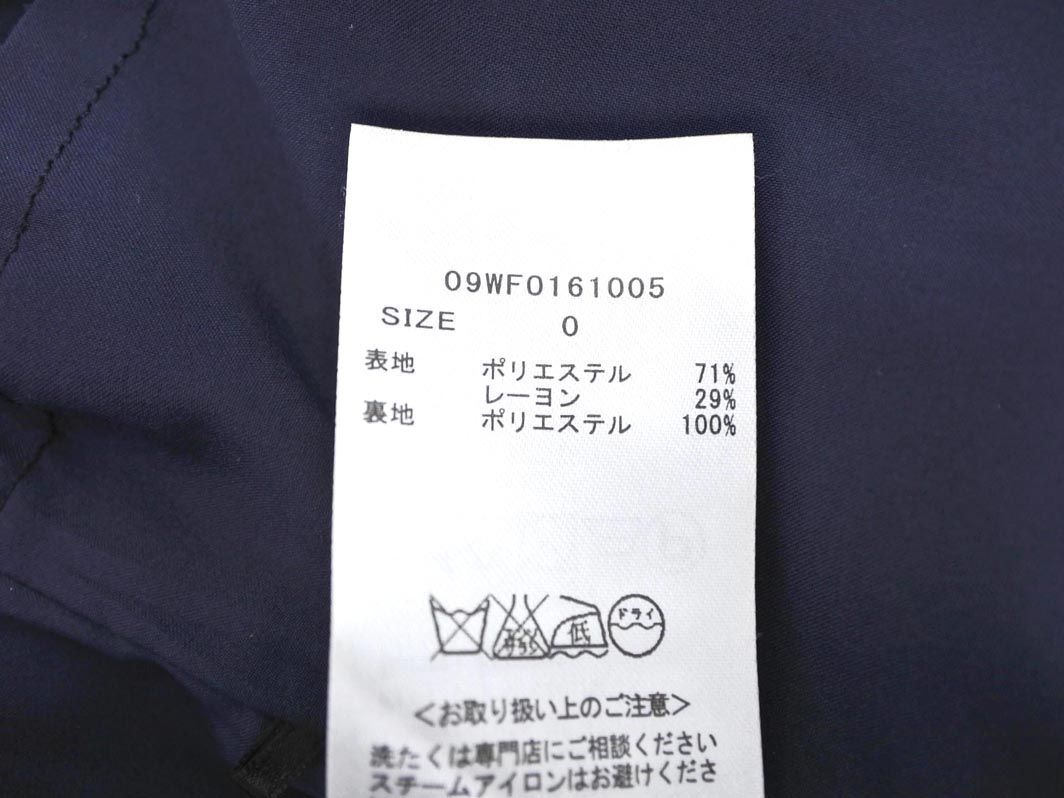 09WF0161005
SIZE 0
表地 ポリエステル 71%
レーヨン 29%
裏地 ポリエステル 100%
低 ドライ
<お取り扱い上のご注意>
洗たくは専門店にご相談ください
スチームアイロンはお避けくださ